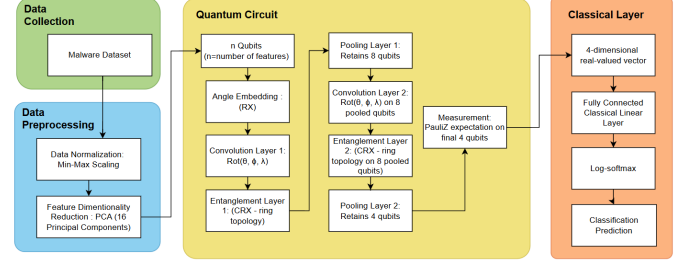 Data
Collection
Malware Dataset
Data
Preprocessing
Data Normalization:
Min-Max Scaling
Feature Dimentionality
Reduction : PCA (16
Principal Components)
Quantum Circuit
n Qubits
(n=number of features)
Angle Embedding :
(RX)
Convolution Layer 1:
Rot(θ, ϕ, λ)
Entanglement Layer
1: (CRX - ring
topology)
Pooling Layer 1:
Retains 8 qubits
Convolution Layer 2:
Rot(θ, ϕ, λ) on 8
pooled qubits
Entanglement Layer
2: (CRX - ring
topology on 8 pooled
qubits)
Pooling Layer 2:
Retains 4 qubits
Measurement:
PauliZ expectation on
final 4 qubits
Classical Layer
4-dimensional
real-valued vector
Fully Connected
Classical Linear
Layer
Log-softmax
Classification
Prediction